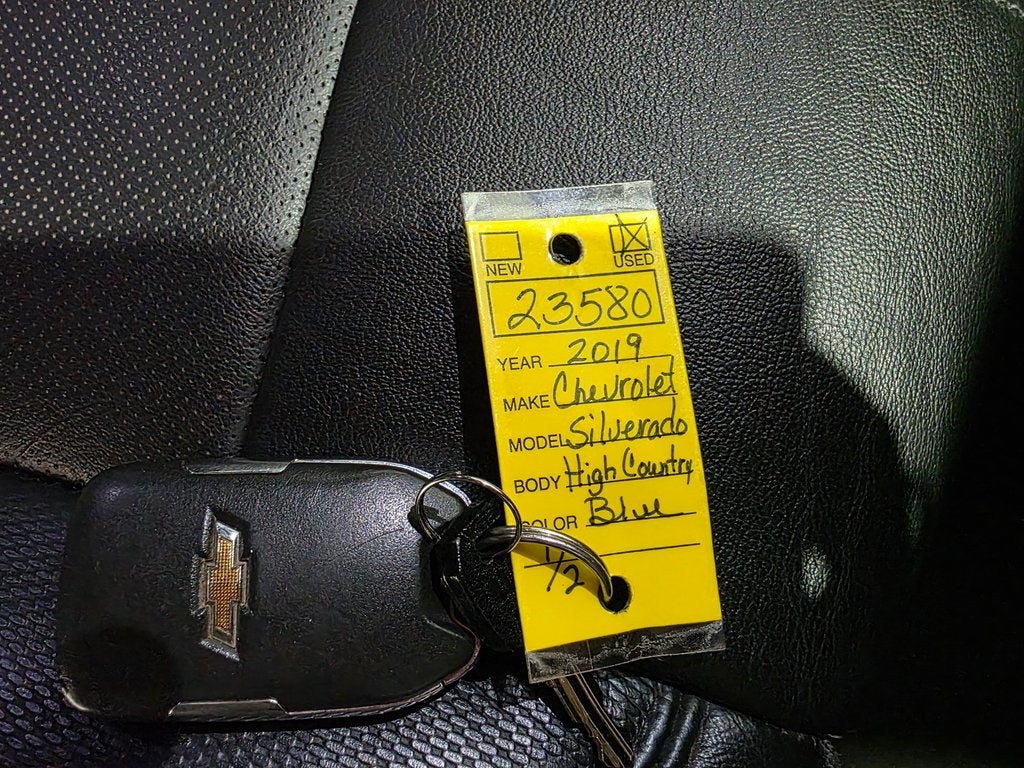 NEW USED
23580
YEAR 2019
MAKE Chevrolet
MODEL Silverado
BODY High Country
COLOR Blue
1/2